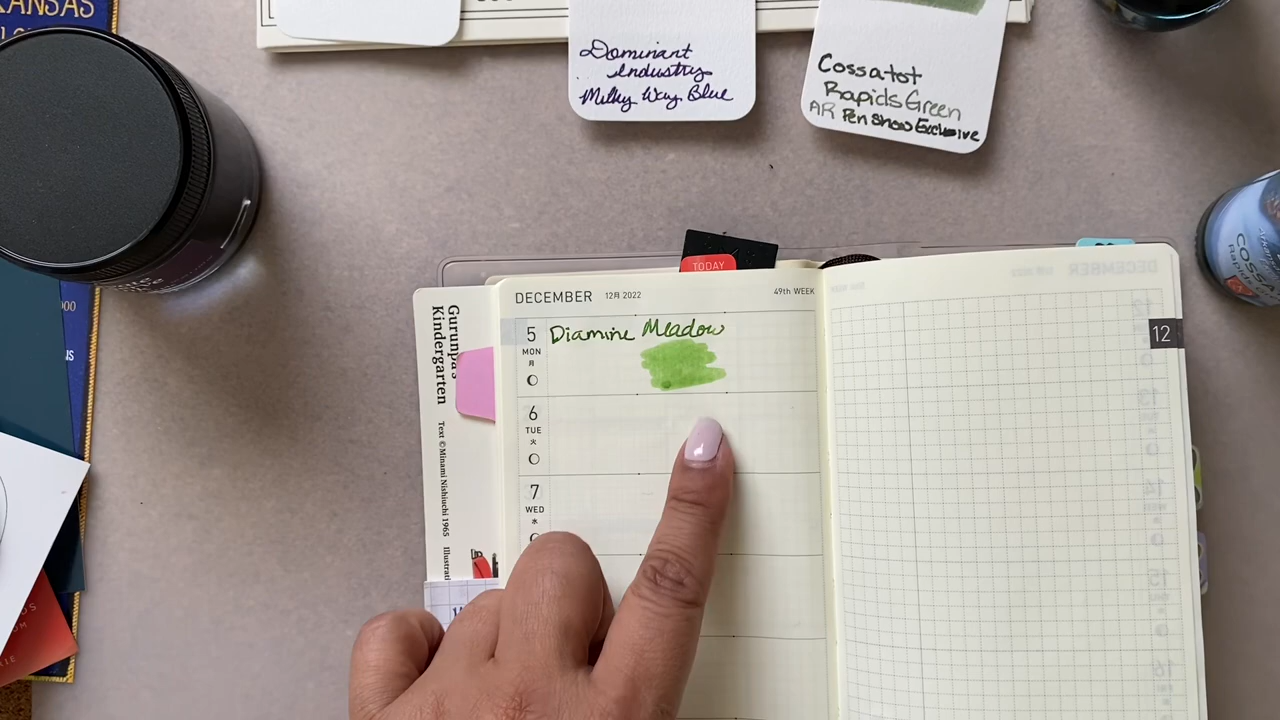 KANSAS
Dominant
Industry
Milky Way Blue
Cossatot
Rapids Green
AR Pen Show Exclusive
TODAY
DECEMBER 12月 2022
49th WEEK
5
MON
月
Diamine Meadow
6
TUE
火
7
WED
水
12
Gurunpa's
Kindergarten
Text ©Minami Nishiuchi 1965